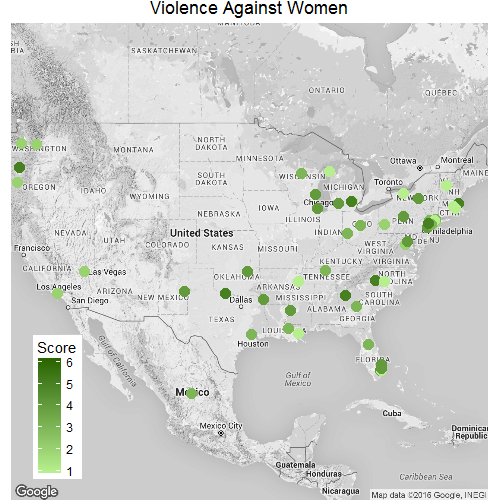 Violence Against Women
SASKATCHEWAN
ONTARIO
QUÉBEC
WASHINGTON
MONTANA
NORTH
DAKOTA
MINNESOTA
Ottawa
Montreal
MAINE
OREGON
IDAHO
SOUTH
DAKOTA
WISCONSIN
MICHIGAN
Toronto
WYOMING
Chicago
NEBRASKA
IOWA
ILLINOIS
OHIO
PENN
Philadelphia
NEVADA
UTAH
United States
KANSAS
MISSOURI
WEST
VIRGINIA
DE
NJ
Francisco
CALIFORNIA
Las Vegas
COLORADO
KENTUCKY
VIRGINIA
Los Angeles
San Diego
ARIZONA
NEW MEXICO
OKLAHOMA
ARKANSAS
TENNESSEE
NORTH
CAROLINA
Dallas
MISSISSIPPI
ALABAMA
SOUTH
CAROLINA
GEORGIA
TEXAS
Houston
FLORIDA
Gulf of California
Gulf of
Mexico
Mexico
Mexico City
Cuba
Dominican
Republic
Guatemala
Honduras
Nicaragua
Caribbean Sea
Score
6
5
4
3
2
1
Google
Map data ©2016 Google, INEGI